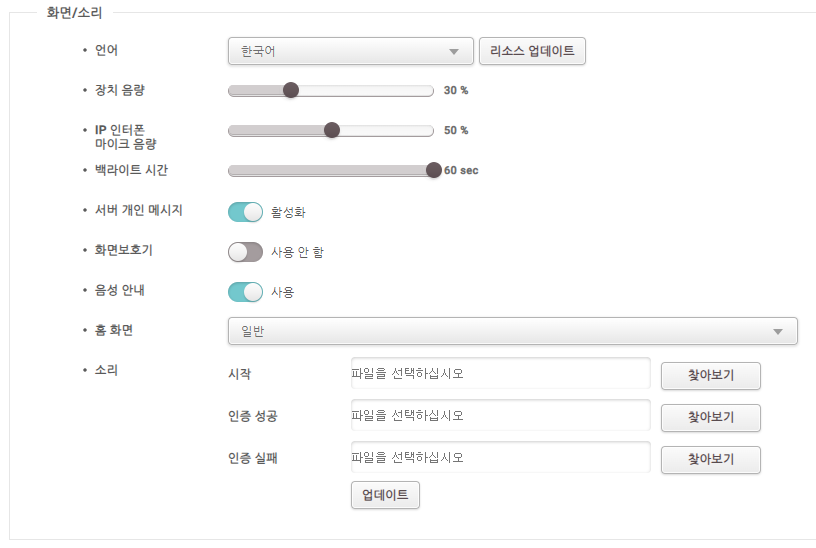 화면/소리
언어
한국어
리소스 업데이트
장치 음량
30 %
IP 인터폰
마이크 음량
50 %
백라이트 시간
60 sec
서버 개인 메시지
활성화
화면보호기
사용 안 함
음성 안내
사용
홈 화면
일반
소리
시작
파일을 선택하십시오
찾아보기
인증 성공
파일을 선택하십시오
찾아보기
인증 실패
파일을 선택하십시오
찾아보기
업데이트